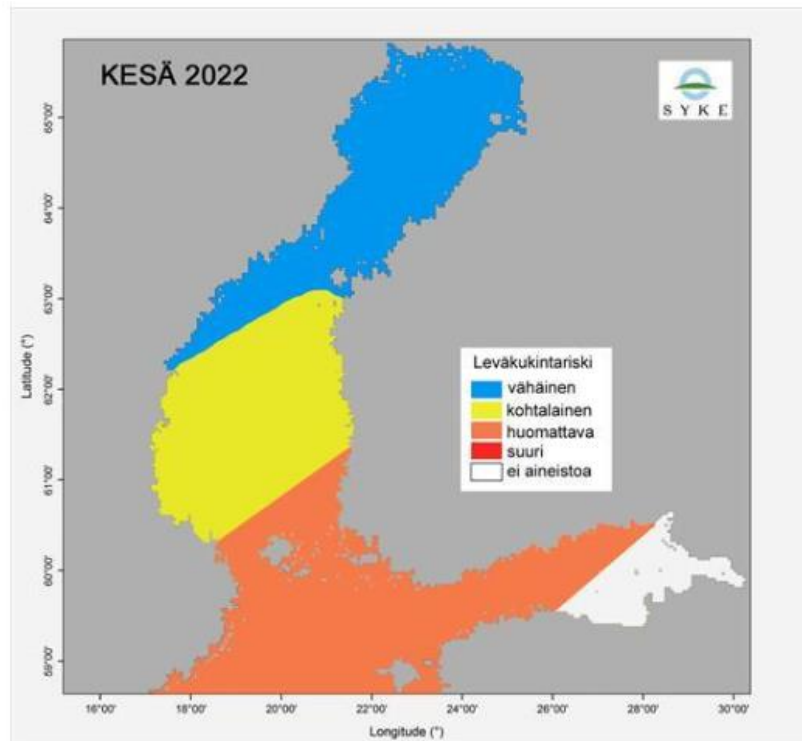 KESÄ 2022
S Y K E
Latitude (°)
65°00'
64°00'
63°00'
62°00'
61°00'
60°00'
59°00'
Leväkukintariski
vähäinen
kohtalainen
huomattava
suuri
ei aineistoa
16°00' 18°00' 20°00' 22°00' 24°00' 26°00' 28°00' 30°00'
Longitude (°)